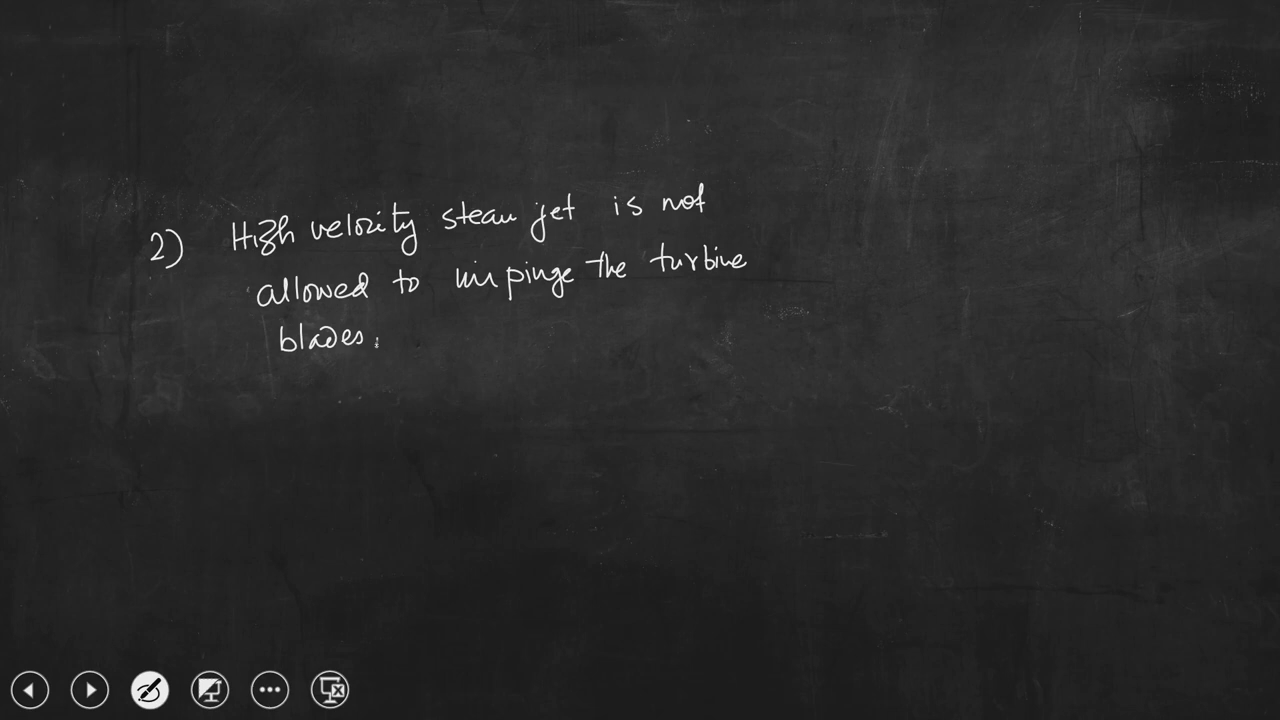 2) High velocity steam jet is not
allowed to impinge the turbine
blades.